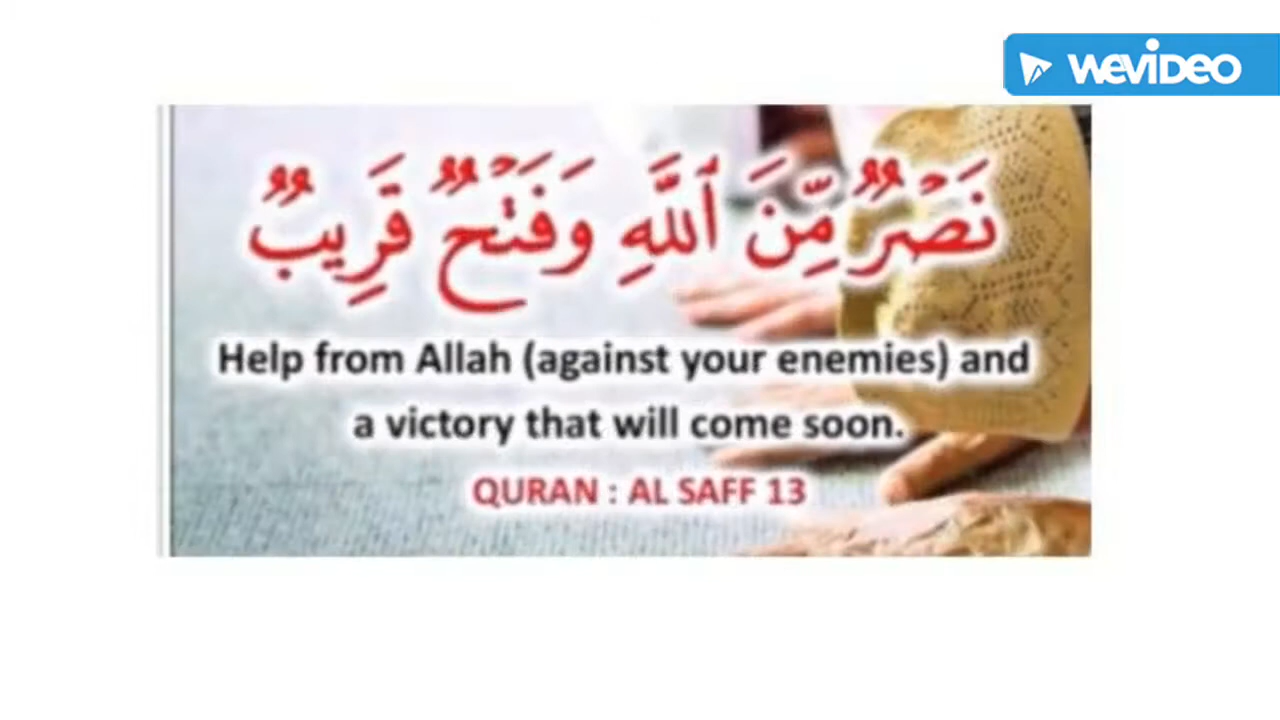 WEVIDEO
نَصْرٌ مِّنَ ٱللَّهِ وَفَتْحٌ قَرِيبٌ
Help from Allah (against your enemies) and
a victory that will come soon.
QURAN : AL SAFF 13